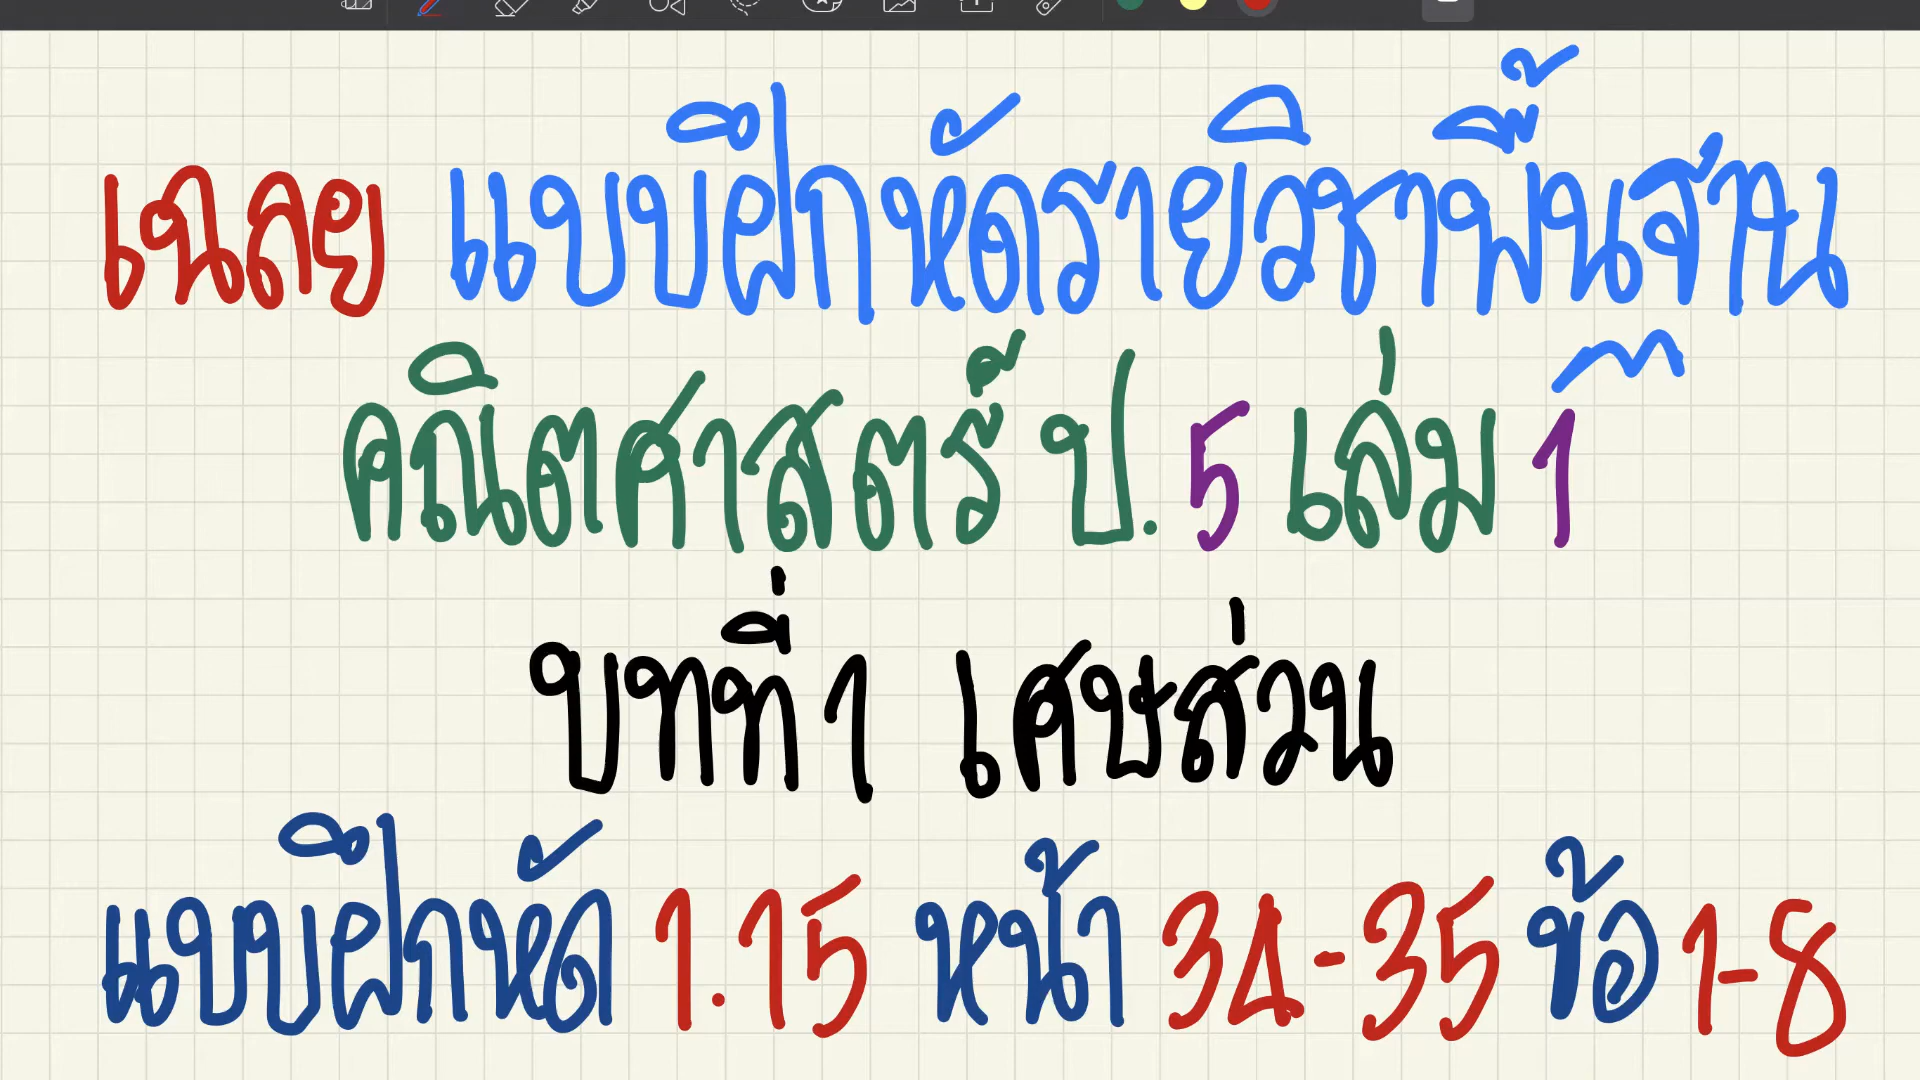 เฉลย แบบฝึกหัดรายวิชาพื้นฐาน
คณิตศาสตร์ ป. 5 เล่ม 1
บทที่ 1 เศษส่วน
แบบฝึกหัด 1.15 หน้า 34-35 ข้อ 1-8